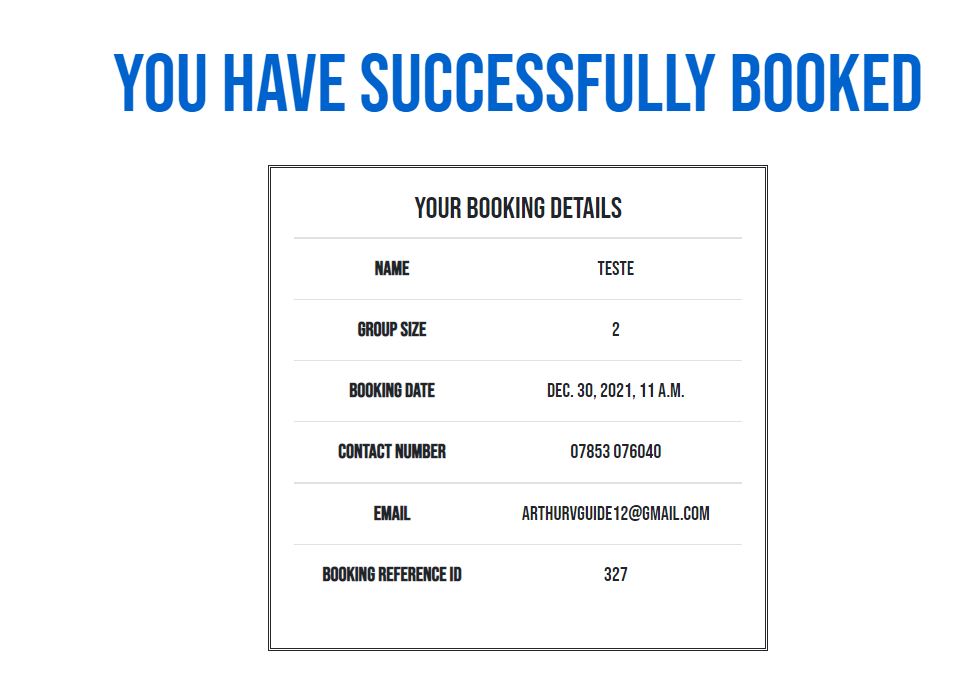 YOU HAVE SUCCESSFULLY BOOKED
YOUR BOOKING DETAILS
NAME TESTE
GROUP SIZE 2
BOOKING DATE DEC. 30, 2021, 11 A.M.
CONTACT NUMBER 07853 076040
EMAIL ARTHURVGUIDE12@GMAIL.COM
BOOKING REFERENCE ID 327